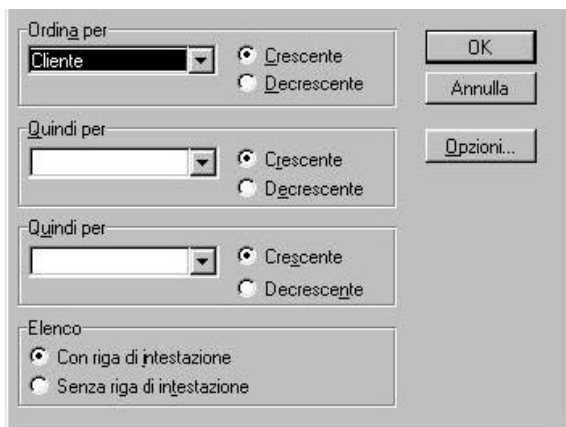 Ordina per
Cliente
Crescente
Decrescente
OK
Annulla
Opzioni...
Quindi per
Crescente
Decrescente
Quindi per
Crescente
Decrescente
Elenco
Con riga di intestazione
Senza riga di intestazione